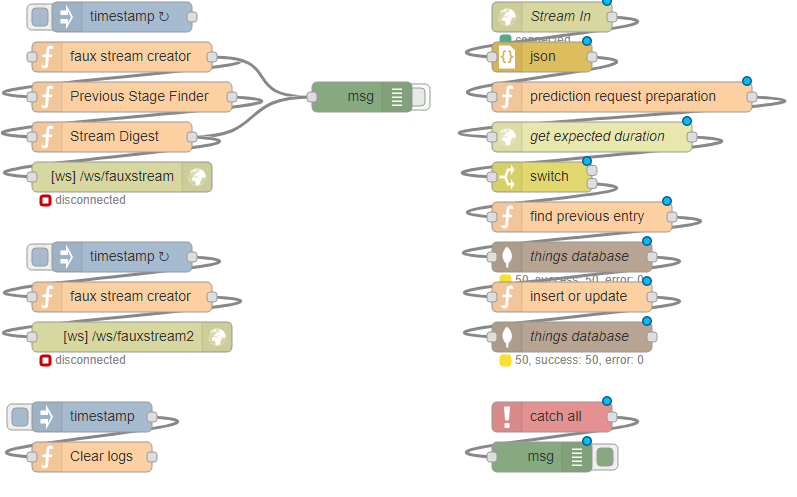 timestamp ↻
faux stream creator
Previous Stage Finder
Stream Digest
[ws] /ws/fauxstream
disconnected
msg
timestamp ↻
faux stream creator
[ws] /ws/fauxstream2
disconnected
timestamp
Clear logs
Stream In
connected
json
prediction request preparation
get expected duration
switch
find previous entry
things database
50, success: 50, error: 0
insert or update
things database
50, success: 50, error: 0
catch all
msg